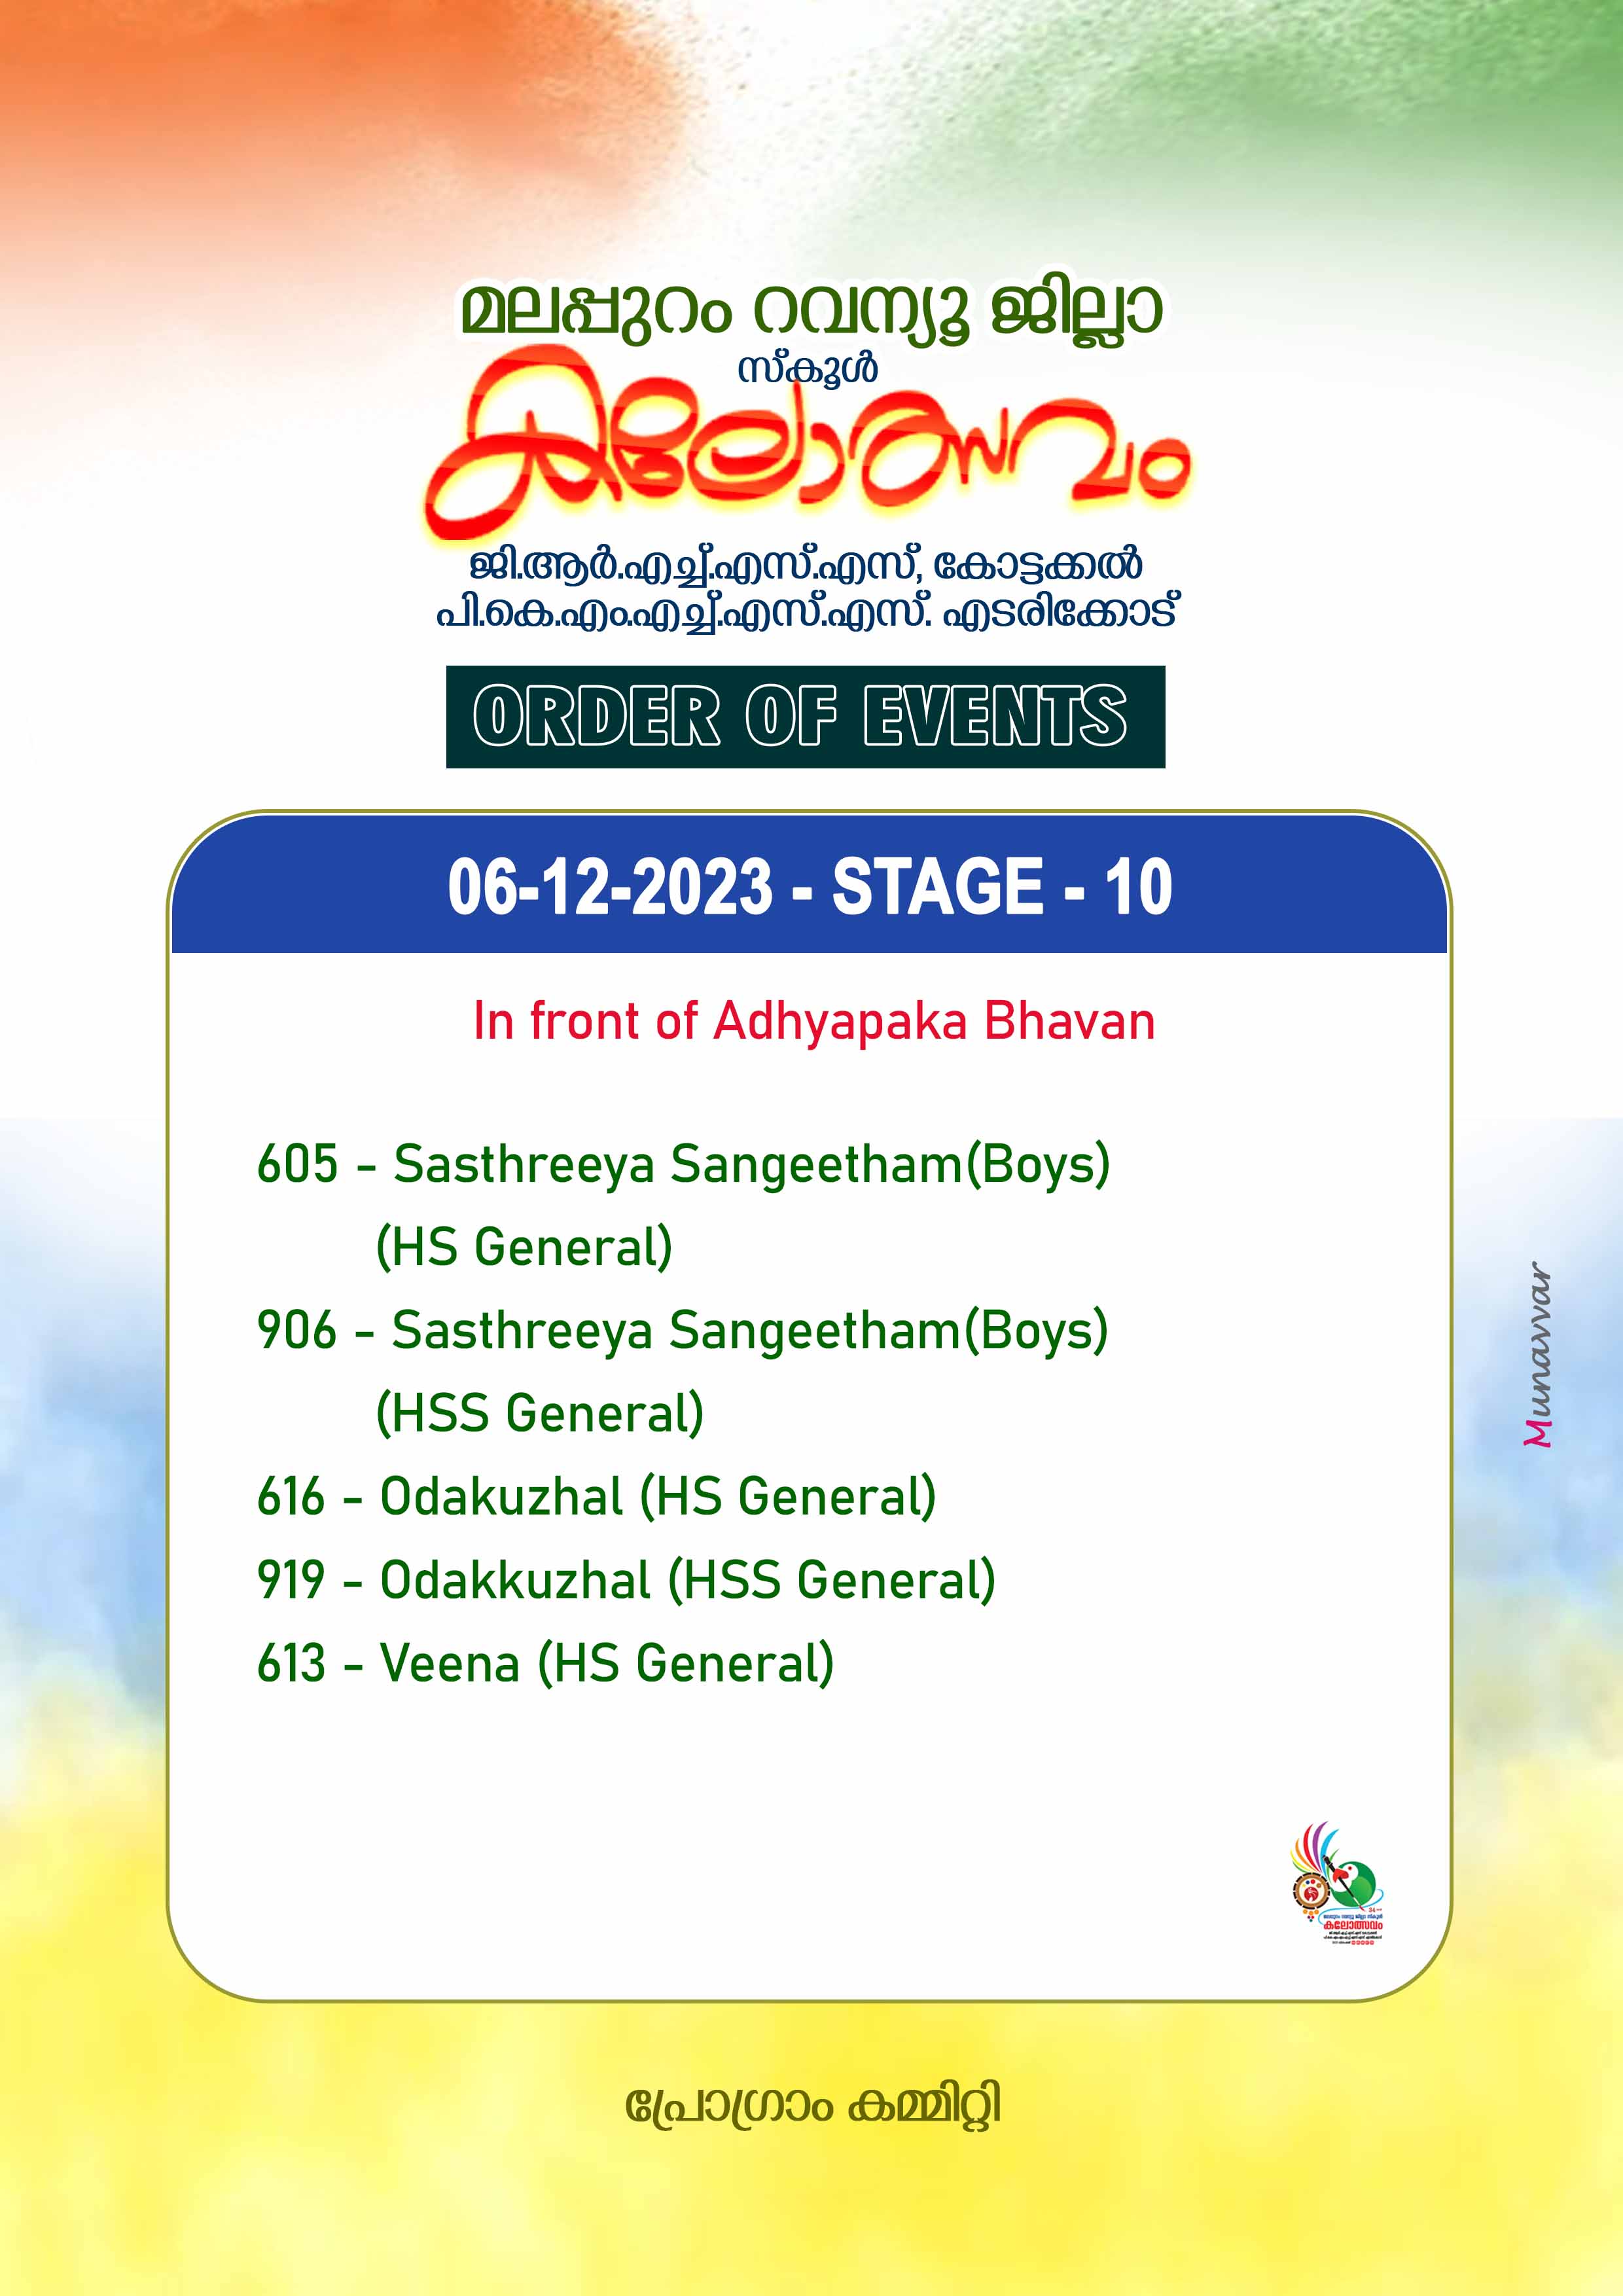 മലപ്പുറം റവന്യൂ ജില്ലാ
സ്കൂൾ
കലോത്സവം
ജി.ആർ.എച്ച്.എസ്.എസ്, കോട്ടക്കൽ
പി.കെ.എം.എച്ച്.എസ്.എസ്. എടരിക്കോട്
ORDER OF EVENTS
06-12-2023 - STAGE - 10
In front of Adhyapaka Bhavan
605 - Sasthreeya Sangeetham(Boys)
(HS General)
906 - Sasthreeya Sangeetham(Boys)
(HSS General)
616 - Odakuzhal (HS General)
919 - Odakkuzhal (HSS General)
613 - Veena (HS General)
Munavvar
കലോത്സവം
പ്രോഗ്രാം കമ്മിറ്റി